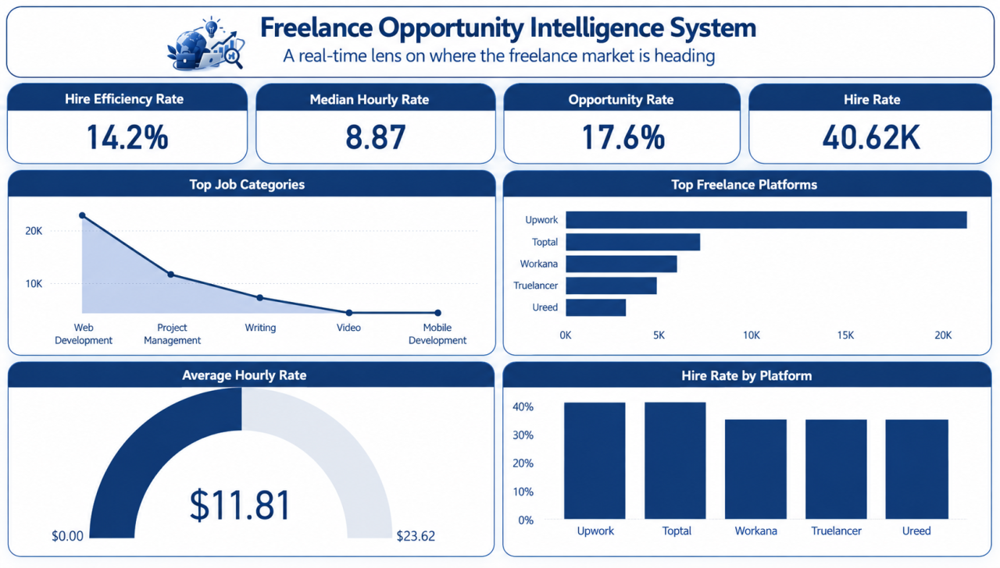 Freelance Opportunity Intelligence System
A real-time lens on where the freelance market is heading
Hire Efficiency Rate
14.2%
Median Hourly Rate
8.87
Opportunity Rate
17.6%
Hire Rate
40.62K
Top Job Categories
20K
10K
Web
Development
Project
Management
Writing
Video
Mobile
Development
Top Freelance Platforms
Upwork
Toptal
Workana
Truelancer
Ureed
0K
5K
10K
15K
20K
Average Hourly Rate
$11.81
$0.00
$23.62
Hire Rate by Platform
40%
30%
20%
10%
0%
Upwork
Toptal
Workana
Truelancer
Ureed